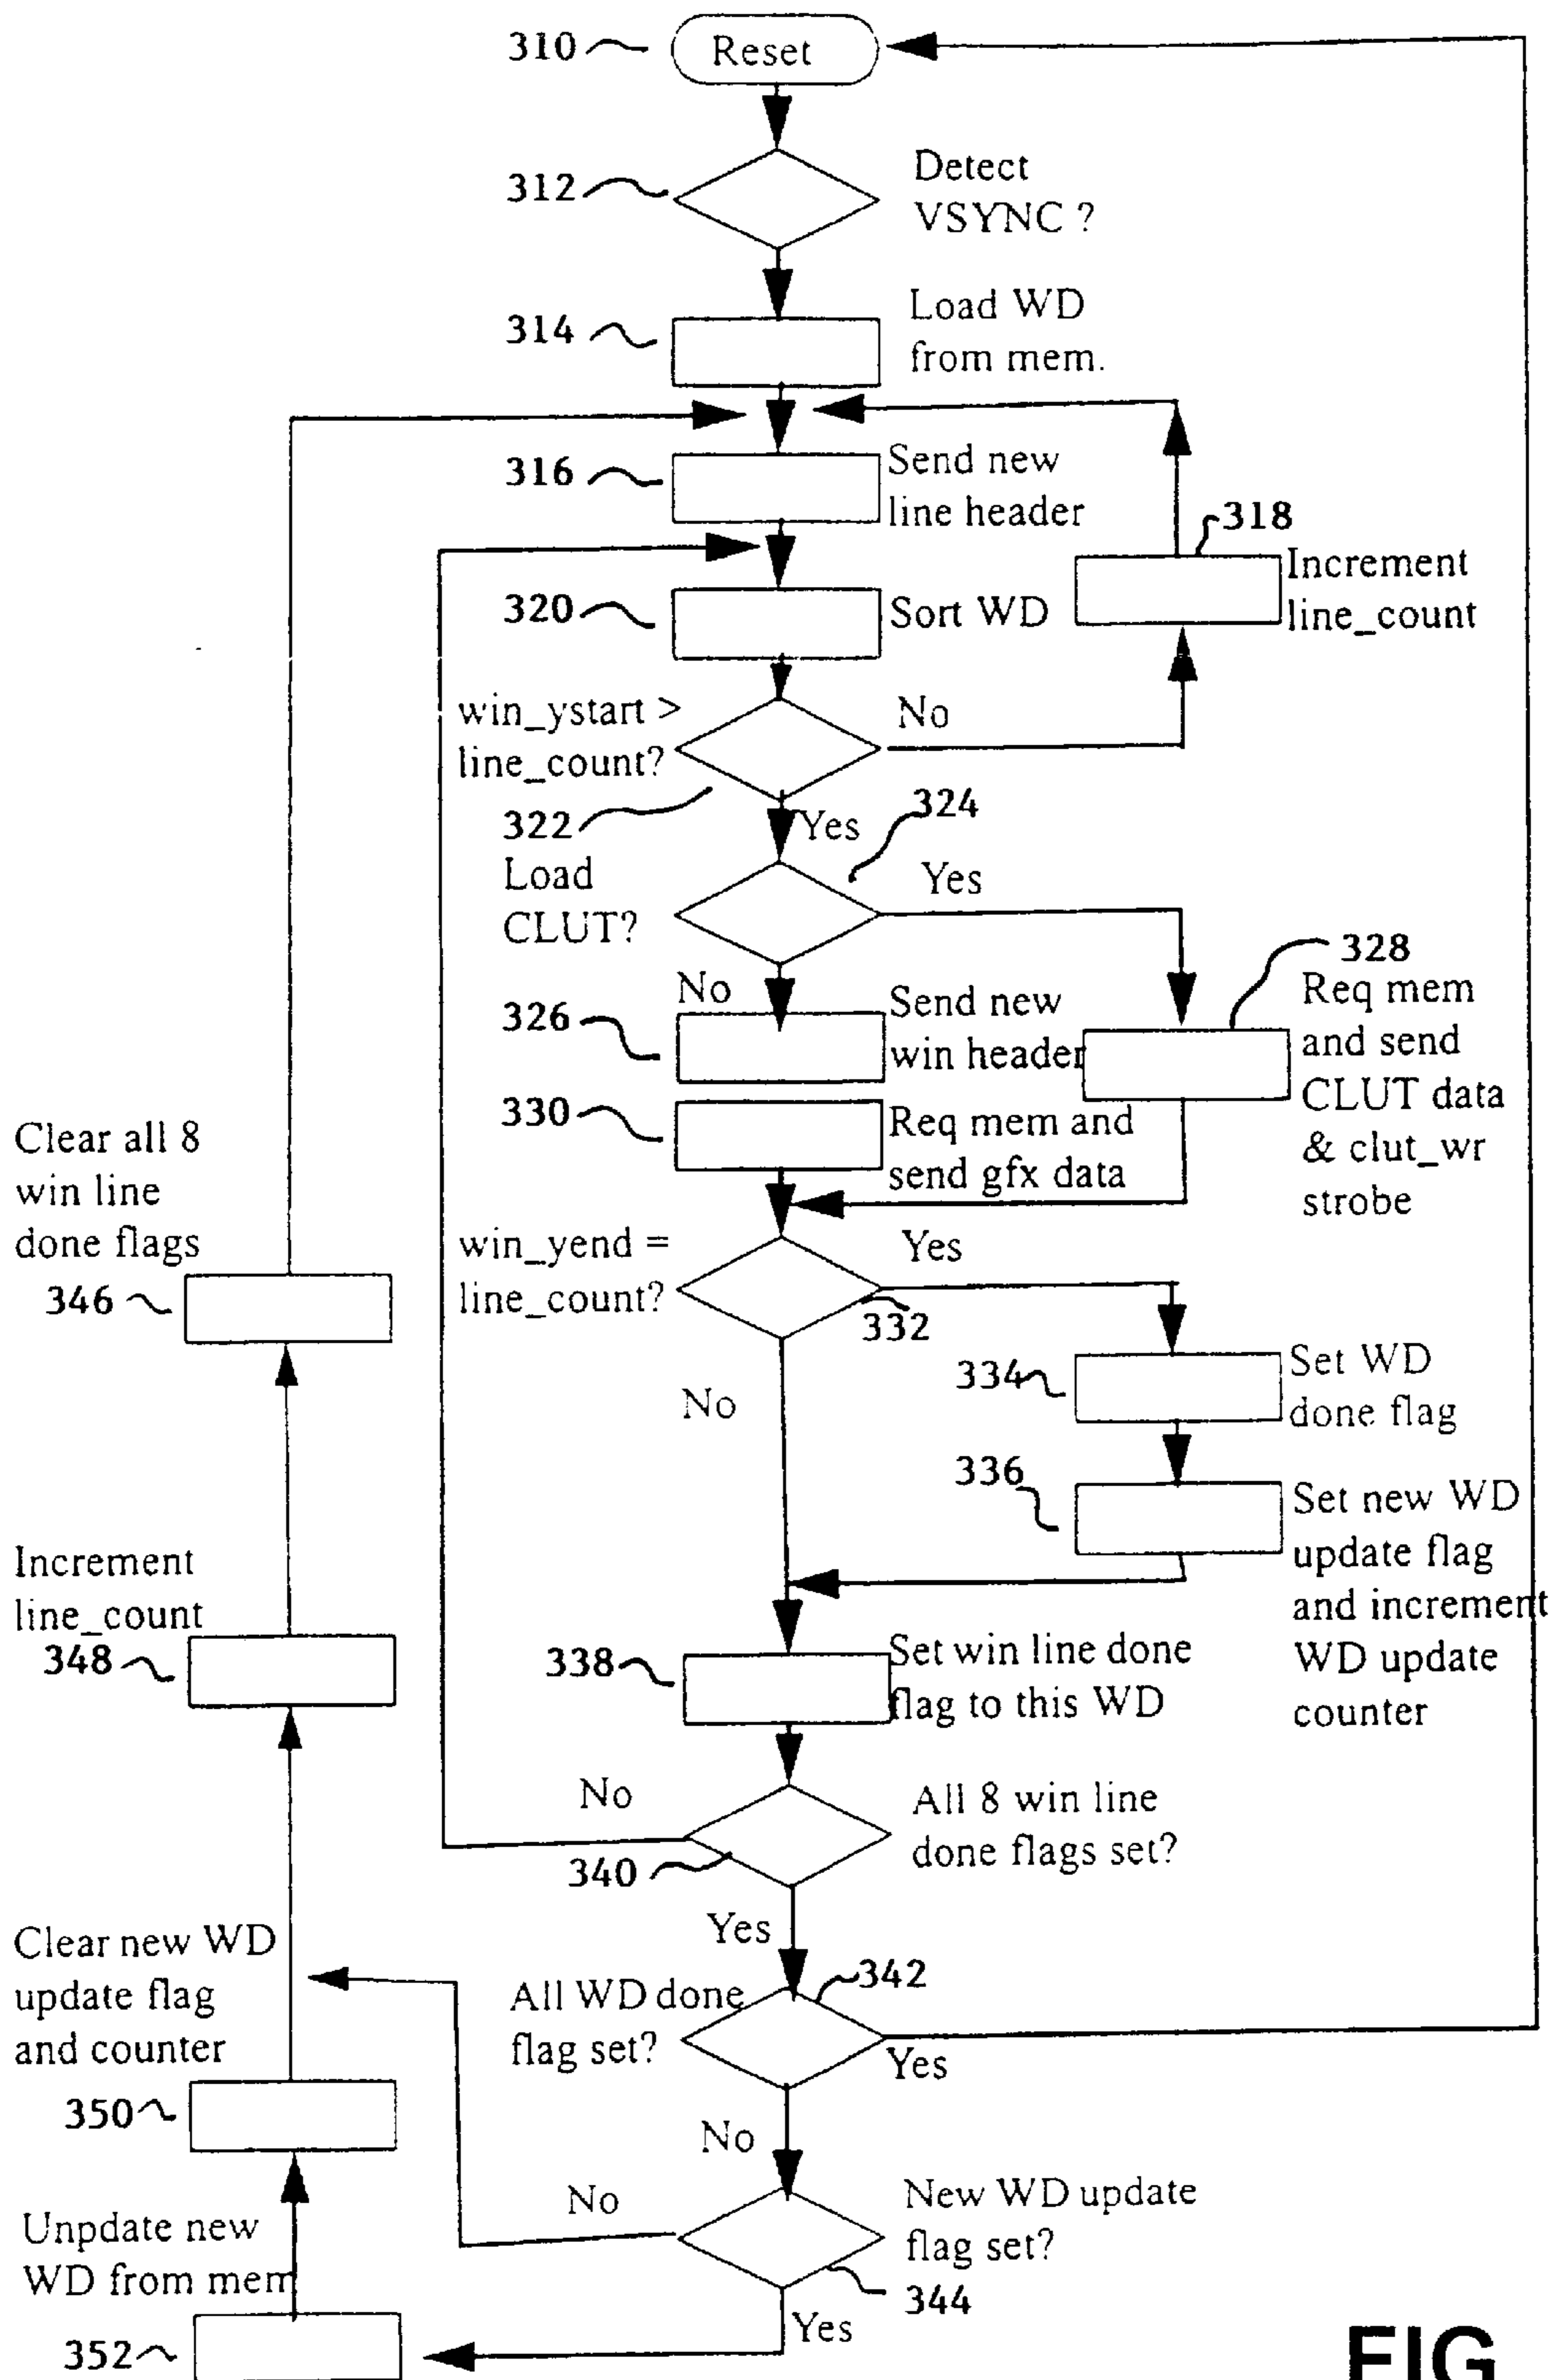 310
Reset
312
Detect
VSYNC ?
314
Load WD
from mem.
316
Send new
line header
318
Increment
line_count
320
Sort WD
win_ystart >
line_count?
No
322
Yes
324
Load
CLUT?
Yes
328
No
326
Send new
win header
Req mem
and send
CLUT data
& clut_wr
strobe
330
Req mem and
send gfx data
Clear all 8
win line
done flags
346
win_yend =
line_count?
Yes
332
No
334
Set WD
done flag
336
Set new WD
update flag
and increment
WD update
counter
Increment
line_count
348
338
Set win line done
flag to this WD
No
340
All 8 win line
done flags set?
Yes
Clear new WD
update flag
and counter
350
All WD done
flag set?
342
Yes
No
No
New WD update
flag set?
344
Yes
Unpdate new
WD from mem
352
FIG